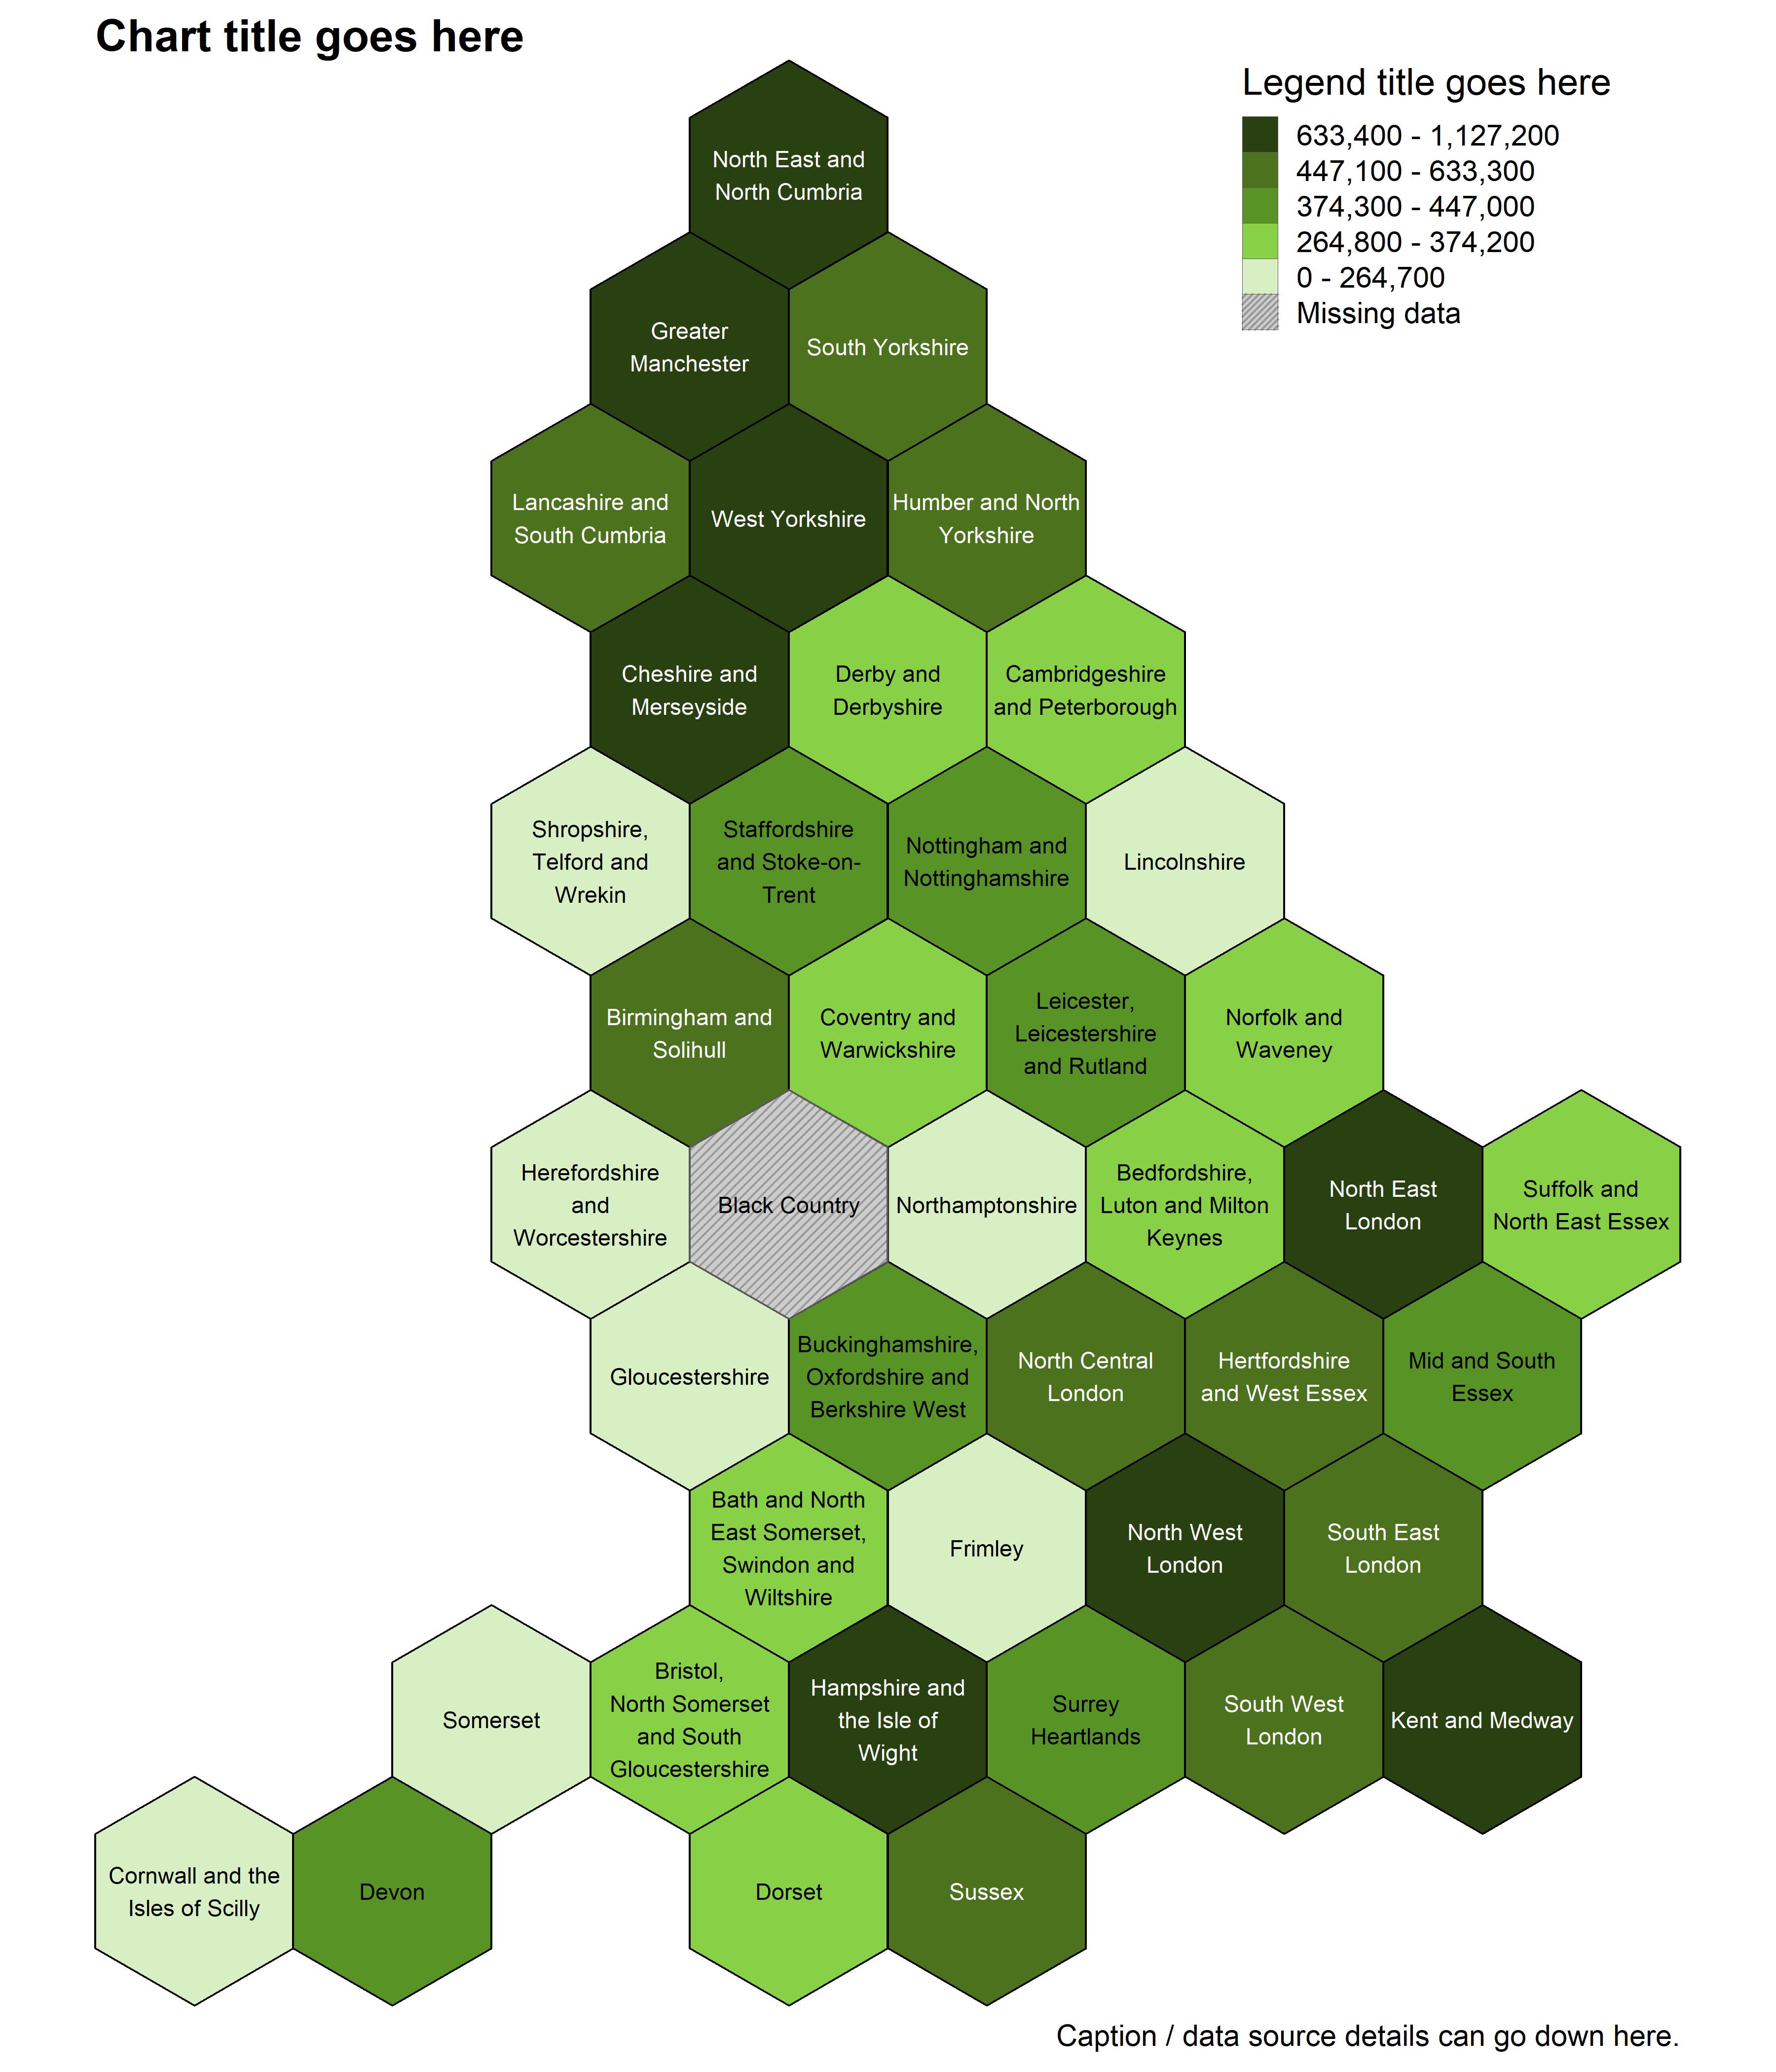 Chart title goes here
Legend title goes here
633,400 - 1,127,200
447,100 - 633,300
374,300 - 447,000
264,800 - 374,200
0 - 264,700
Missing data
North East and
North Cumbria
Greater
Manchester
South Yorkshire
Lancashire and
South Cumbria
West Yorkshire
Humber and North
Yorkshire
Cheshire and
Merseyside
Derby and
Derbyshire
Cambridgeshire
and Peterborough
Shropshire,
Telford and
Wrekin
Staffordshire
and Stoke-on-
Trent
Nottingham and
Nottinghamshire
Lincolnshire
Birmingham and
Solihull
Coventry and
Warwickshire
Leicester,
Leicestershire
and Rutland
Norfolk and
Waveney
Herefordshire
and
Worcestershire
Black Country
Northamptonshire
Bedfordshire,
Luton and Milton
Keynes
North East
London
Suffolk and
North East Essex
Gloucestershire
Buckinghamshire,
Oxfordshire and
Berkshire West
North Central
London
Hertfordshire
and West Essex
Mid and South
Essex
Bath and North
East Somerset,
Swindon and
Wiltshire
Frimley
North West
London
South East
London
Somerset
Bristol,
North Somerset
and South
Gloucestershire
Hampshire and
the Isle of
Wight
Surrey
Heartlands
South West
London
Kent and Medway
Cornwall and the
Isles of Scilly
Devon
Dorset
Sussex
Caption / data source details can go down here.